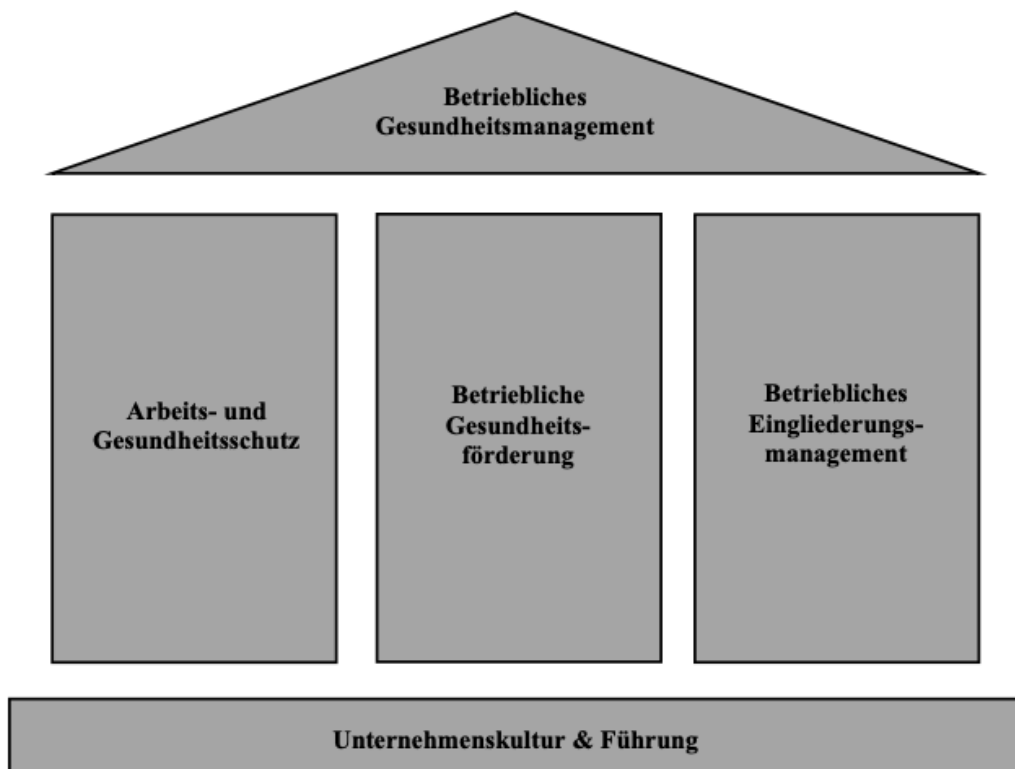 Betriebliches
Gesundheitsmanagement
Arbeits- und
Gesundheitsschutz
Betriebliche
Gesundheits-
förderung
Betriebliches
Eingliederungs-
management
Unternehmenskultur & Führung